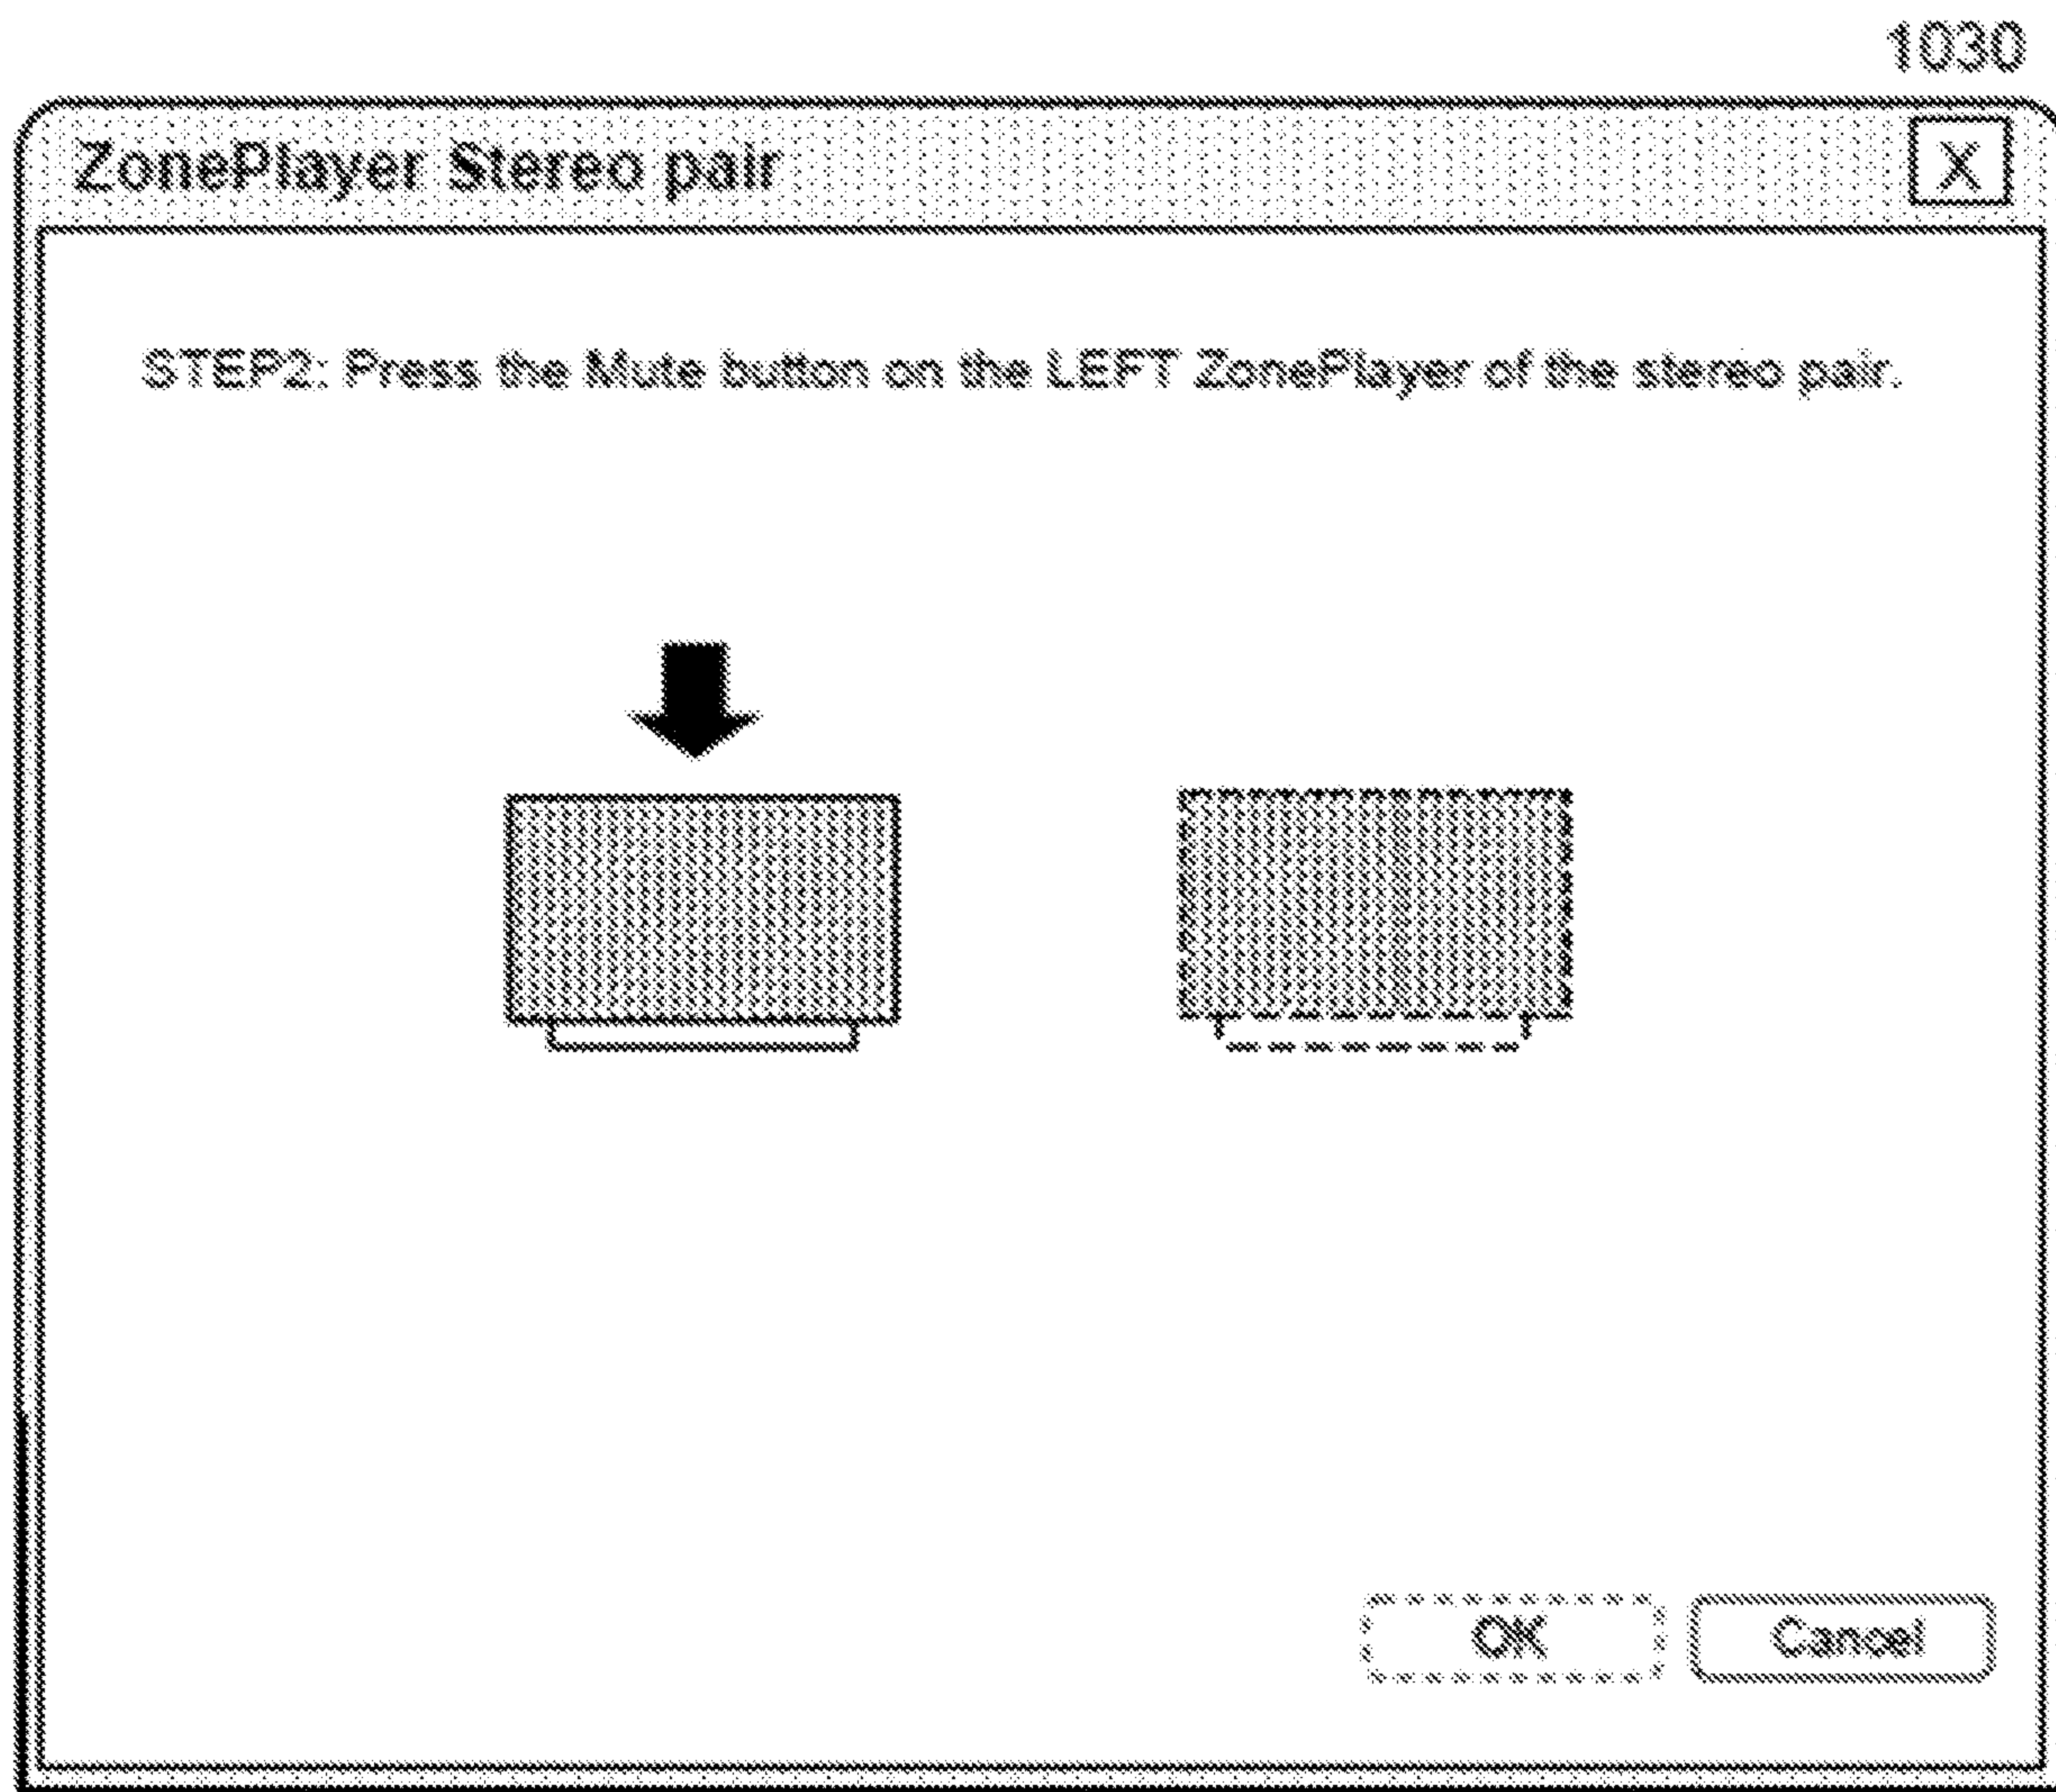 1030
ZonePlayer Stereo pair
X
STEP2: Press the Mute button on the LEFT ZonePlayer of the stereo pair.
OK
Cancel